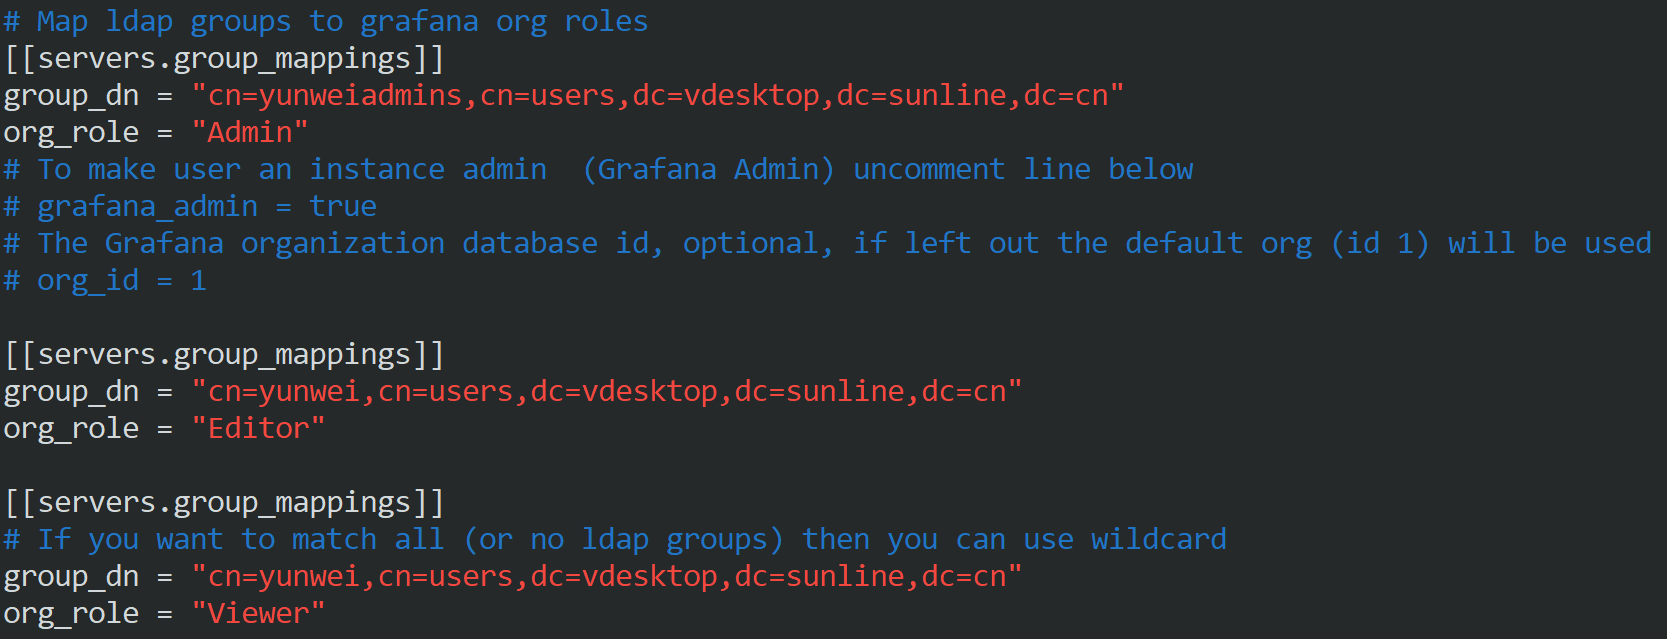 # Map ldap groups to grafana org roles
[[servers.group_mappings]]
group_dn = "cn=yunweiadmins,cn=users,dc=vdesktop,dc=sunline,dc=cn"
org_role = "Admin"
# To make user an instance admin  (Grafana Admin) uncomment line below
# grafana_admin = true
# The Grafana organization database id, optional, if left out the default org (id 1) will be used
# org_id = 1
[[servers.group_mappings]]
group_dn = "cn=yunwei,cn=users,dc=vdesktop,dc=sunline,dc=cn"
org_role = "Editor"
[[servers.group_mappings]]
# If you want to match all (or no ldap groups) then you can use wildcard
group_dn = "cn=yunwei,cn=users,dc=vdesktop,dc=sunline,dc=cn"
org_role = "Viewer"